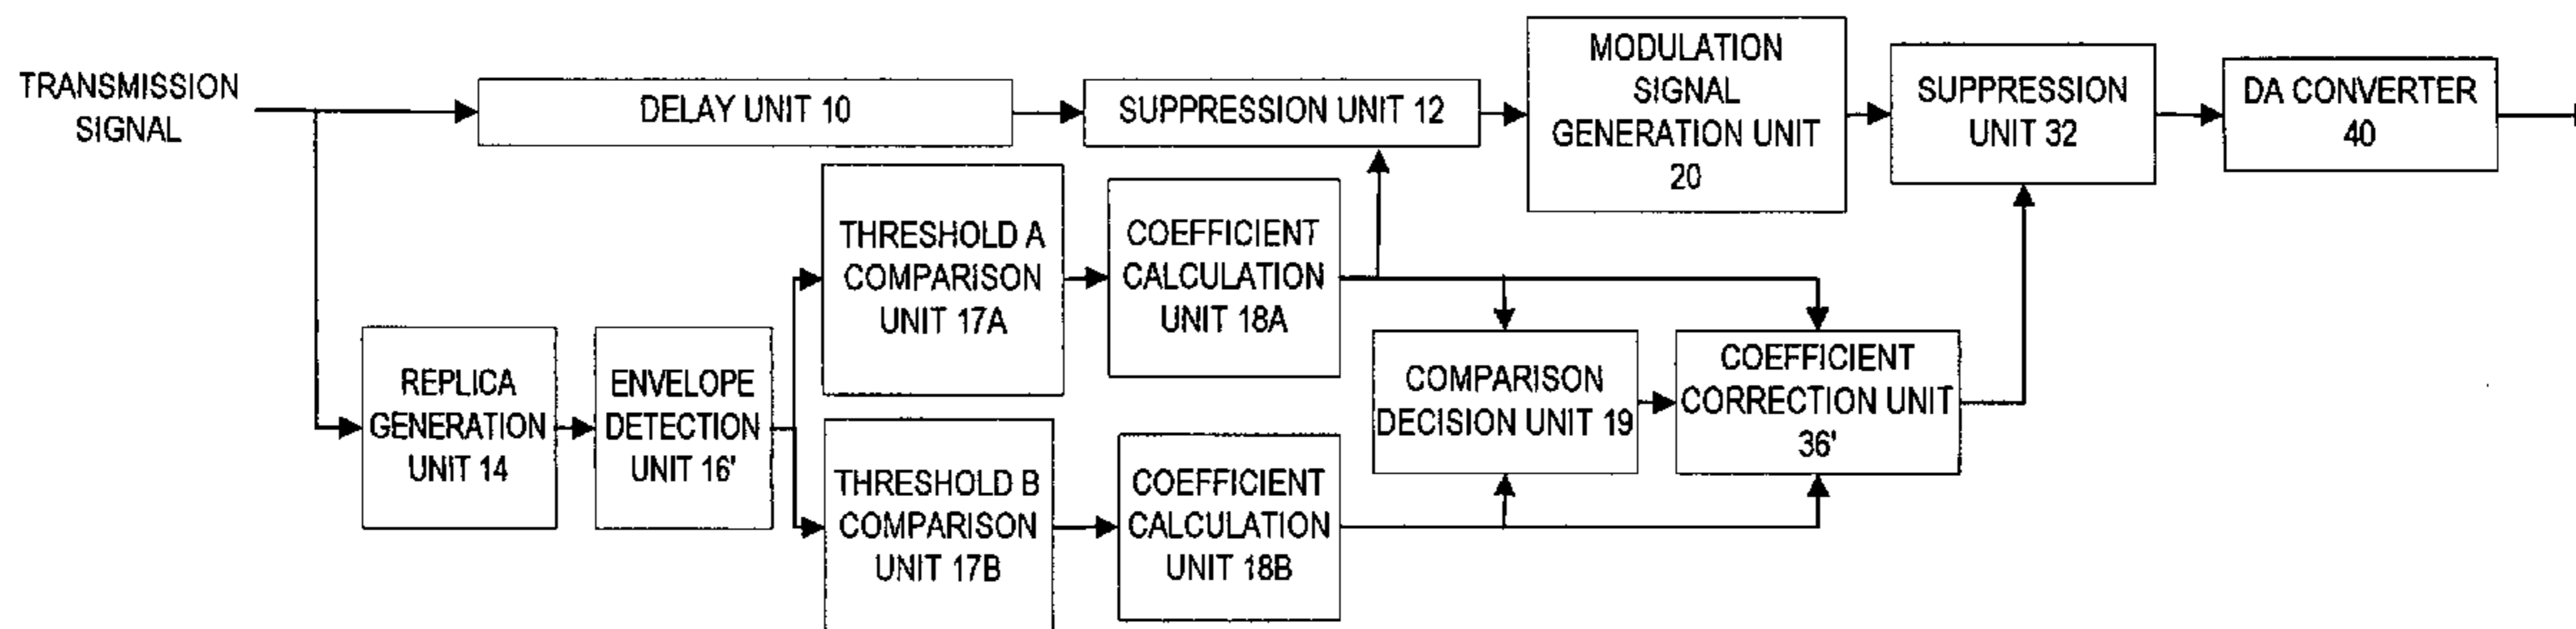 TRANSMISSION
SIGNAL
DELAY UNIT 10
SUPPRESSION UNIT 12
MODULATION
SIGNAL
GENERATION UNIT
20
SUPPRESSION
UNIT 32
DA CONVERTER
40
THRESHOLD A
COMPARISON
UNIT 17A
COEFFICIENT
CALCULATION
UNIT 18A
REPLICA
GENERATION
UNIT 14
ENVELOPE
DETECTION
UNIT 16'
COMPARISON
DECISION UNIT 19
COEFFICIENT
CORRECTION UNIT
36'
THRESHOLD B
COMPARISON
UNIT 17B
COEFFICIENT
CALCULATION
UNIT 18B